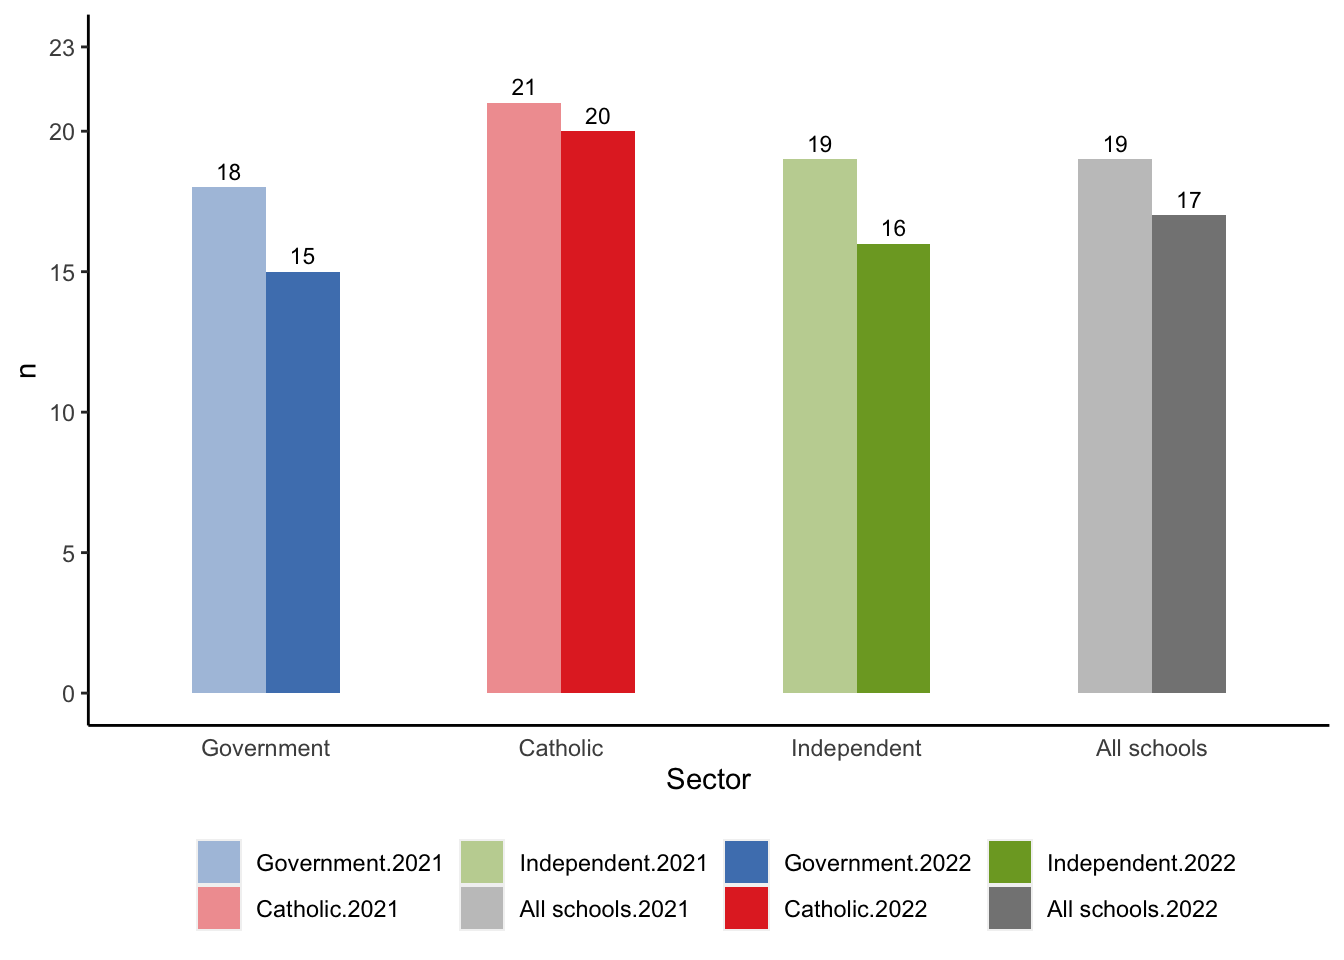 23
21
20
20
19
19
18
17
16
15
15
n
10
5
0
Government Catholic Independent All schools
Sector
Government.2021 Independent.2021 Government.2022 Independent.2022
Catholic.2021 All schools.2021 Catholic.2022 All schools.2022